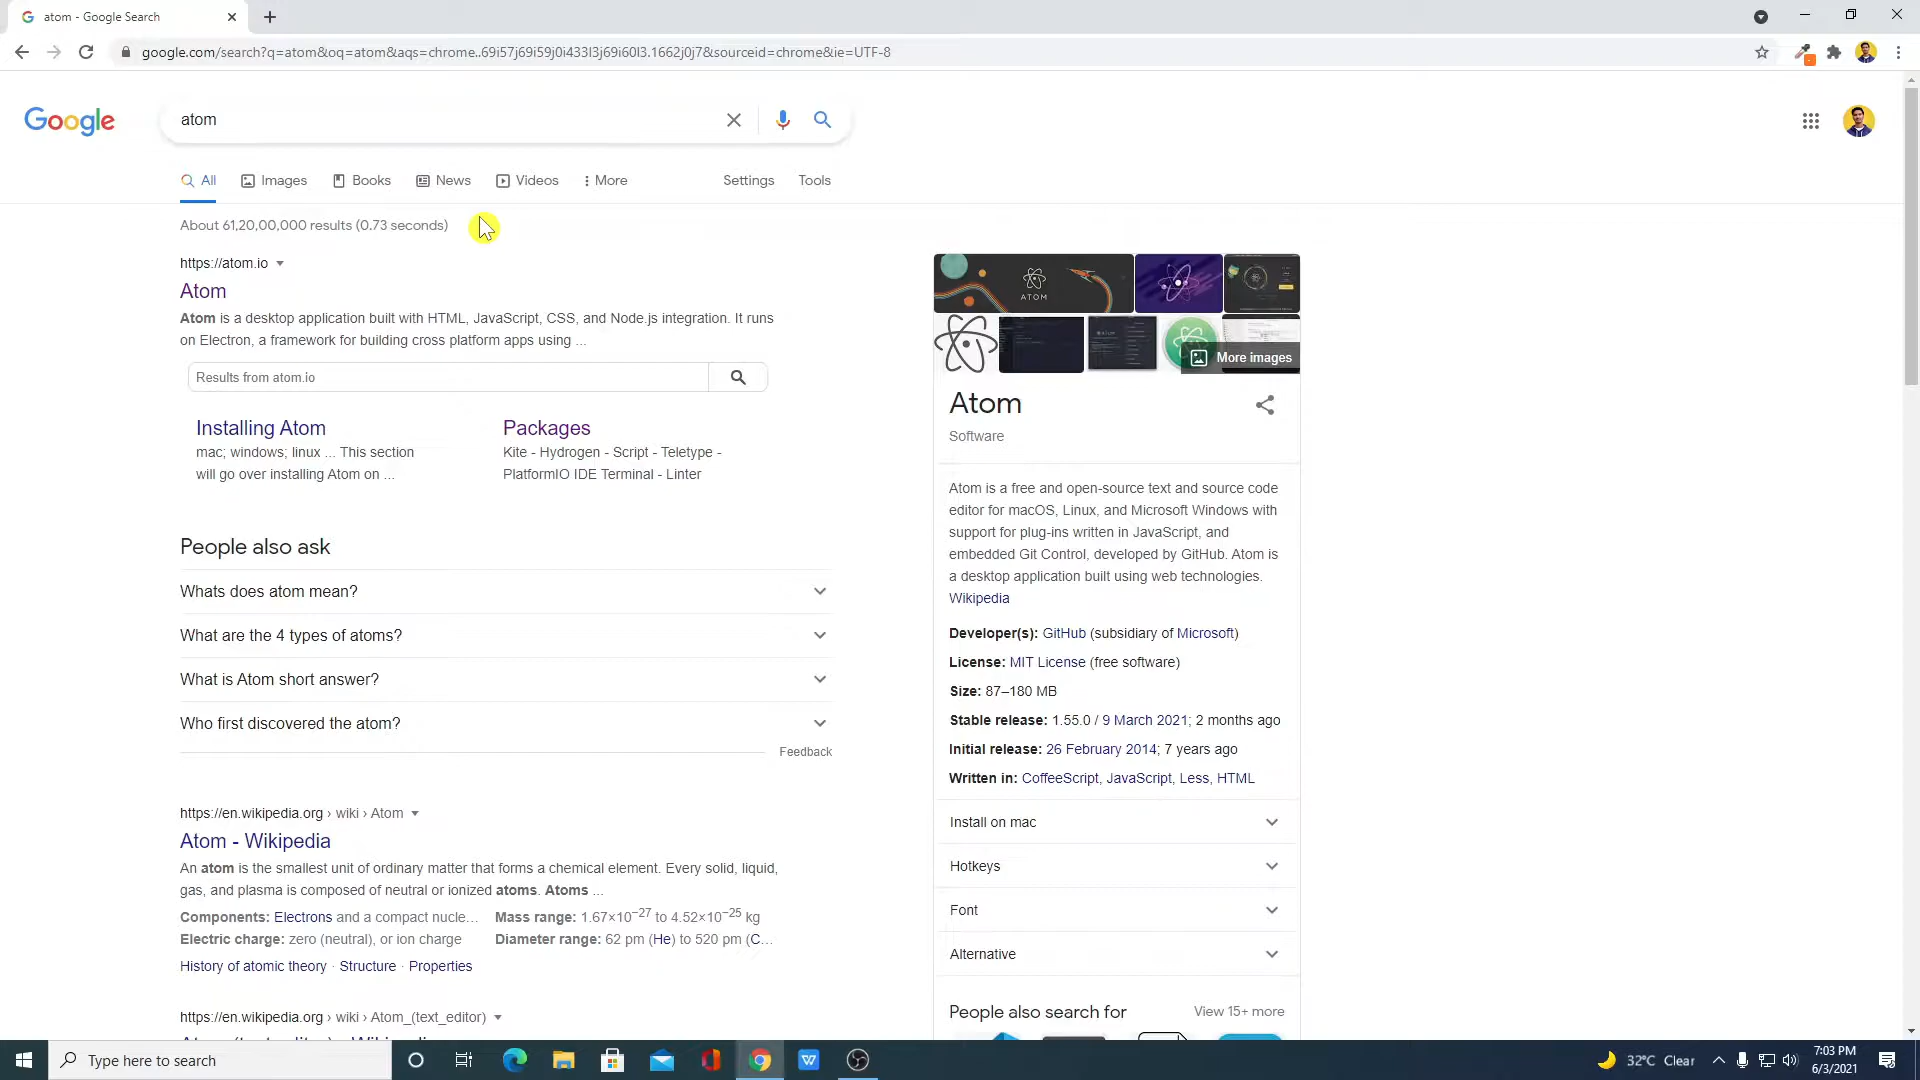 atom - Google Search
google.com/search?q=atom&oq=atom&aqs=chrome..69i57j69i59j0i433l3j69i60l3.1662j0j7&sourceid=chrome&ie=UTF-8
Google
atom
All
Images
Books
News
Videos
More
Settings
Tools
About 61,20,00,000 results (0.73 seconds)
https://atom.io
Atom
Atom is a desktop application built with HTML, JavaScript, CSS, and Node.js integration. It runs
on Electron, a framework for building cross platform apps using ...
Results from atom.io
Installing Atom
mac; windows; linux ... This section
will go over installing Atom on ...
Packages
Kite - Hydrogen - Script - Teletype -
PlatformIO IDE Terminal - Linter
People also ask
Whats does atom mean?
What are the 4 types of atoms?
What is Atom short answer?
Who first discovered the atom?
Feedback
https://en.wikipedia.org › wiki › Atom
Atom - Wikipedia
An atom is the smallest unit of ordinary matter that forms a chemical element. Every solid, liquid,
gas, and plasma is composed of neutral or ionized atoms. Atoms ...
Components: Electrons and a compact nucle...
Mass range: 1.67×10⁻²⁷ to 4.52×10⁻²⁵ kg
Electric charge: zero (neutral), or ion charge
Diameter range: 62 pm (He) to 520 pm (C...
History of atomic theory · Structure · Properties
https://en.wikipedia.org › wiki › Atom_(text_editor)
ATOM
More images
Atom
Software
Atom is a free and open-source text and source code
editor for macOS, Linux, and Microsoft Windows with
support for plug-ins written in JavaScript, and
embedded Git Control, developed by GitHub. Atom is
a desktop application built using web technologies.
Wikipedia
Developer(s): GitHub (subsidiary of Microsoft)
License: MIT License (free software)
Size: 87–180 MB
Stable release: 1.55.0 / 9 March 2021; 2 months ago
Initial release: 26 February 2014; 7 years ago
Written in: CoffeeScript, JavaScript, Less, HTML
Install on mac
Hotkeys
Font
Alternative
People also search for
View 15+ more
Type here to search
32°C Clear
7:03 PM
6/3/2021